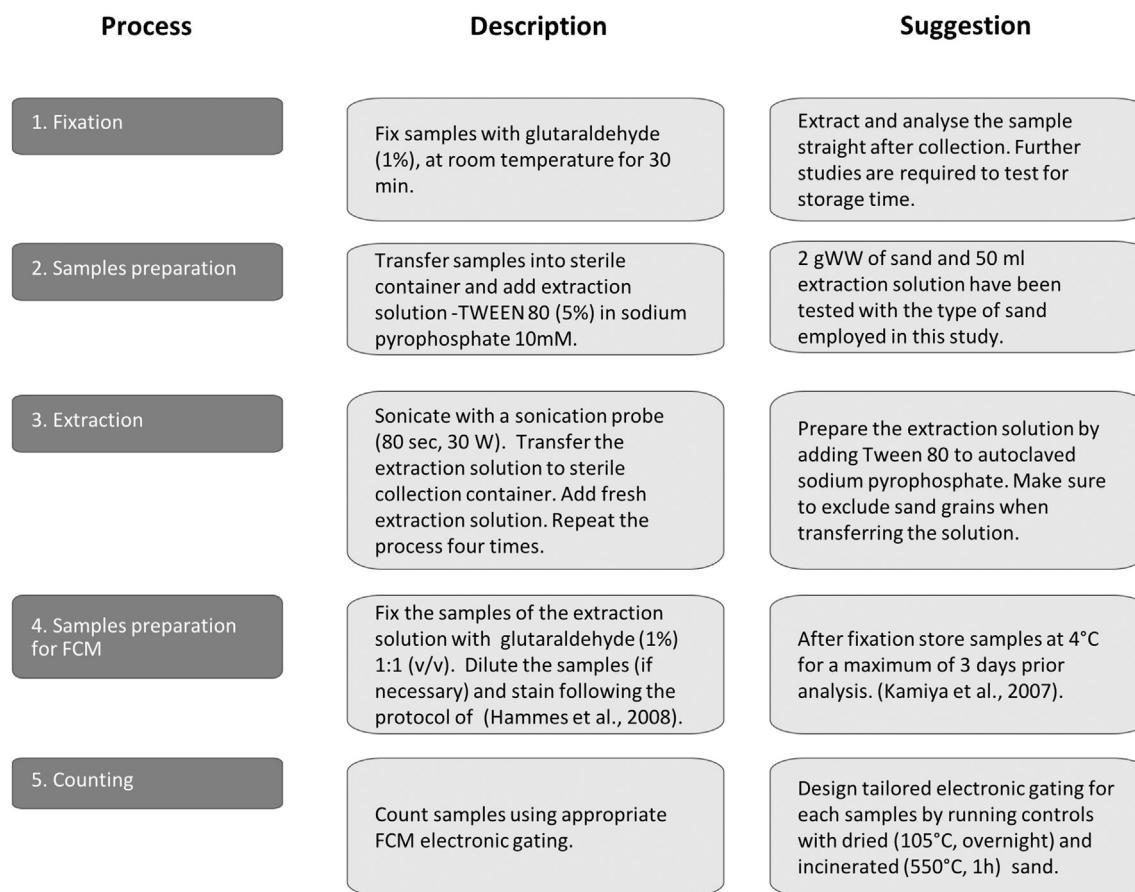 Process
Description
Suggestion
1. Fixation
Fix samples with glutaraldehyde
(1%), at room temperature for 30
min.
Extract and analyse the sample
straight after collection. Further
studies are required to test for
storage time.
2. Samples preparation
Transfer samples into sterile
container and add extraction
solution -TWEEN 80 (5%) in sodium
pyrophosphate 10mM.
2 gWW of sand and 50 ml
extraction solution have been
tested with the type of sand
employed in this study.
3. Extraction
Sonicate with a sonication probe
(80 sec, 30 W). Transfer the
extraction solution to sterile
collection container. Add fresh
extraction solution. Repeat the
process four times.
Prepare the extraction solution by
adding Tween 80 to autoclaved
sodium pyrophosphate. Make sure
to exclude sand grains when
transferring the solution.
4. Samples preparation
for FCM
Fix the samples of the extraction
solution with glutaraldehyde (1%)
1:1 (v/v). Dilute the samples (if
necessary) and stain following the
protocol of (Hammes et al., 2008).
After fixation store samples at 4°C
for a maximum of 3 days prior
analysis. (Kamiya et al., 2007).
5. Counting
Count samples using appropriate
FCM electronic gating.
Design tailored electronic gating for
each samples by running controls
with dried (105°C, overnight) and
incinerated (550°C, 1h) sand.